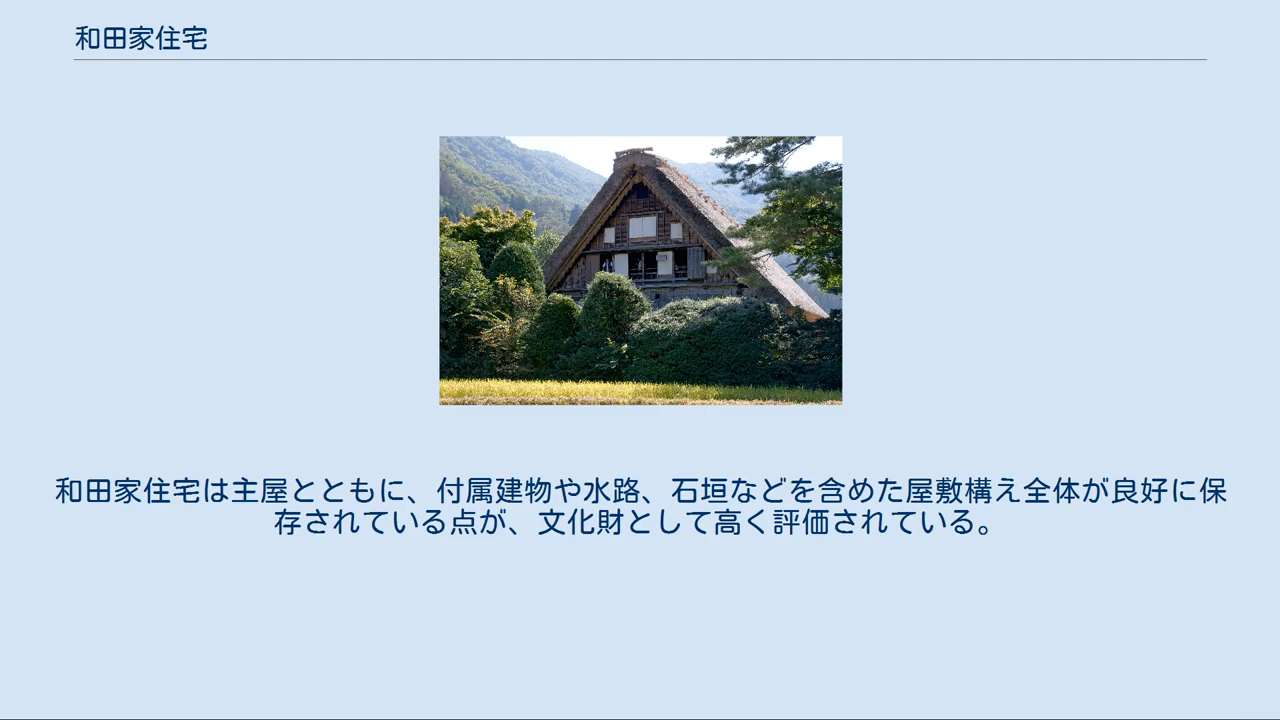 和田家住宅
和田家住宅は主屋とともに、付属建物や水路、石垣などを含めた屋敷構え全体が良好に保
存されている点が、文化財として高く評価されている。